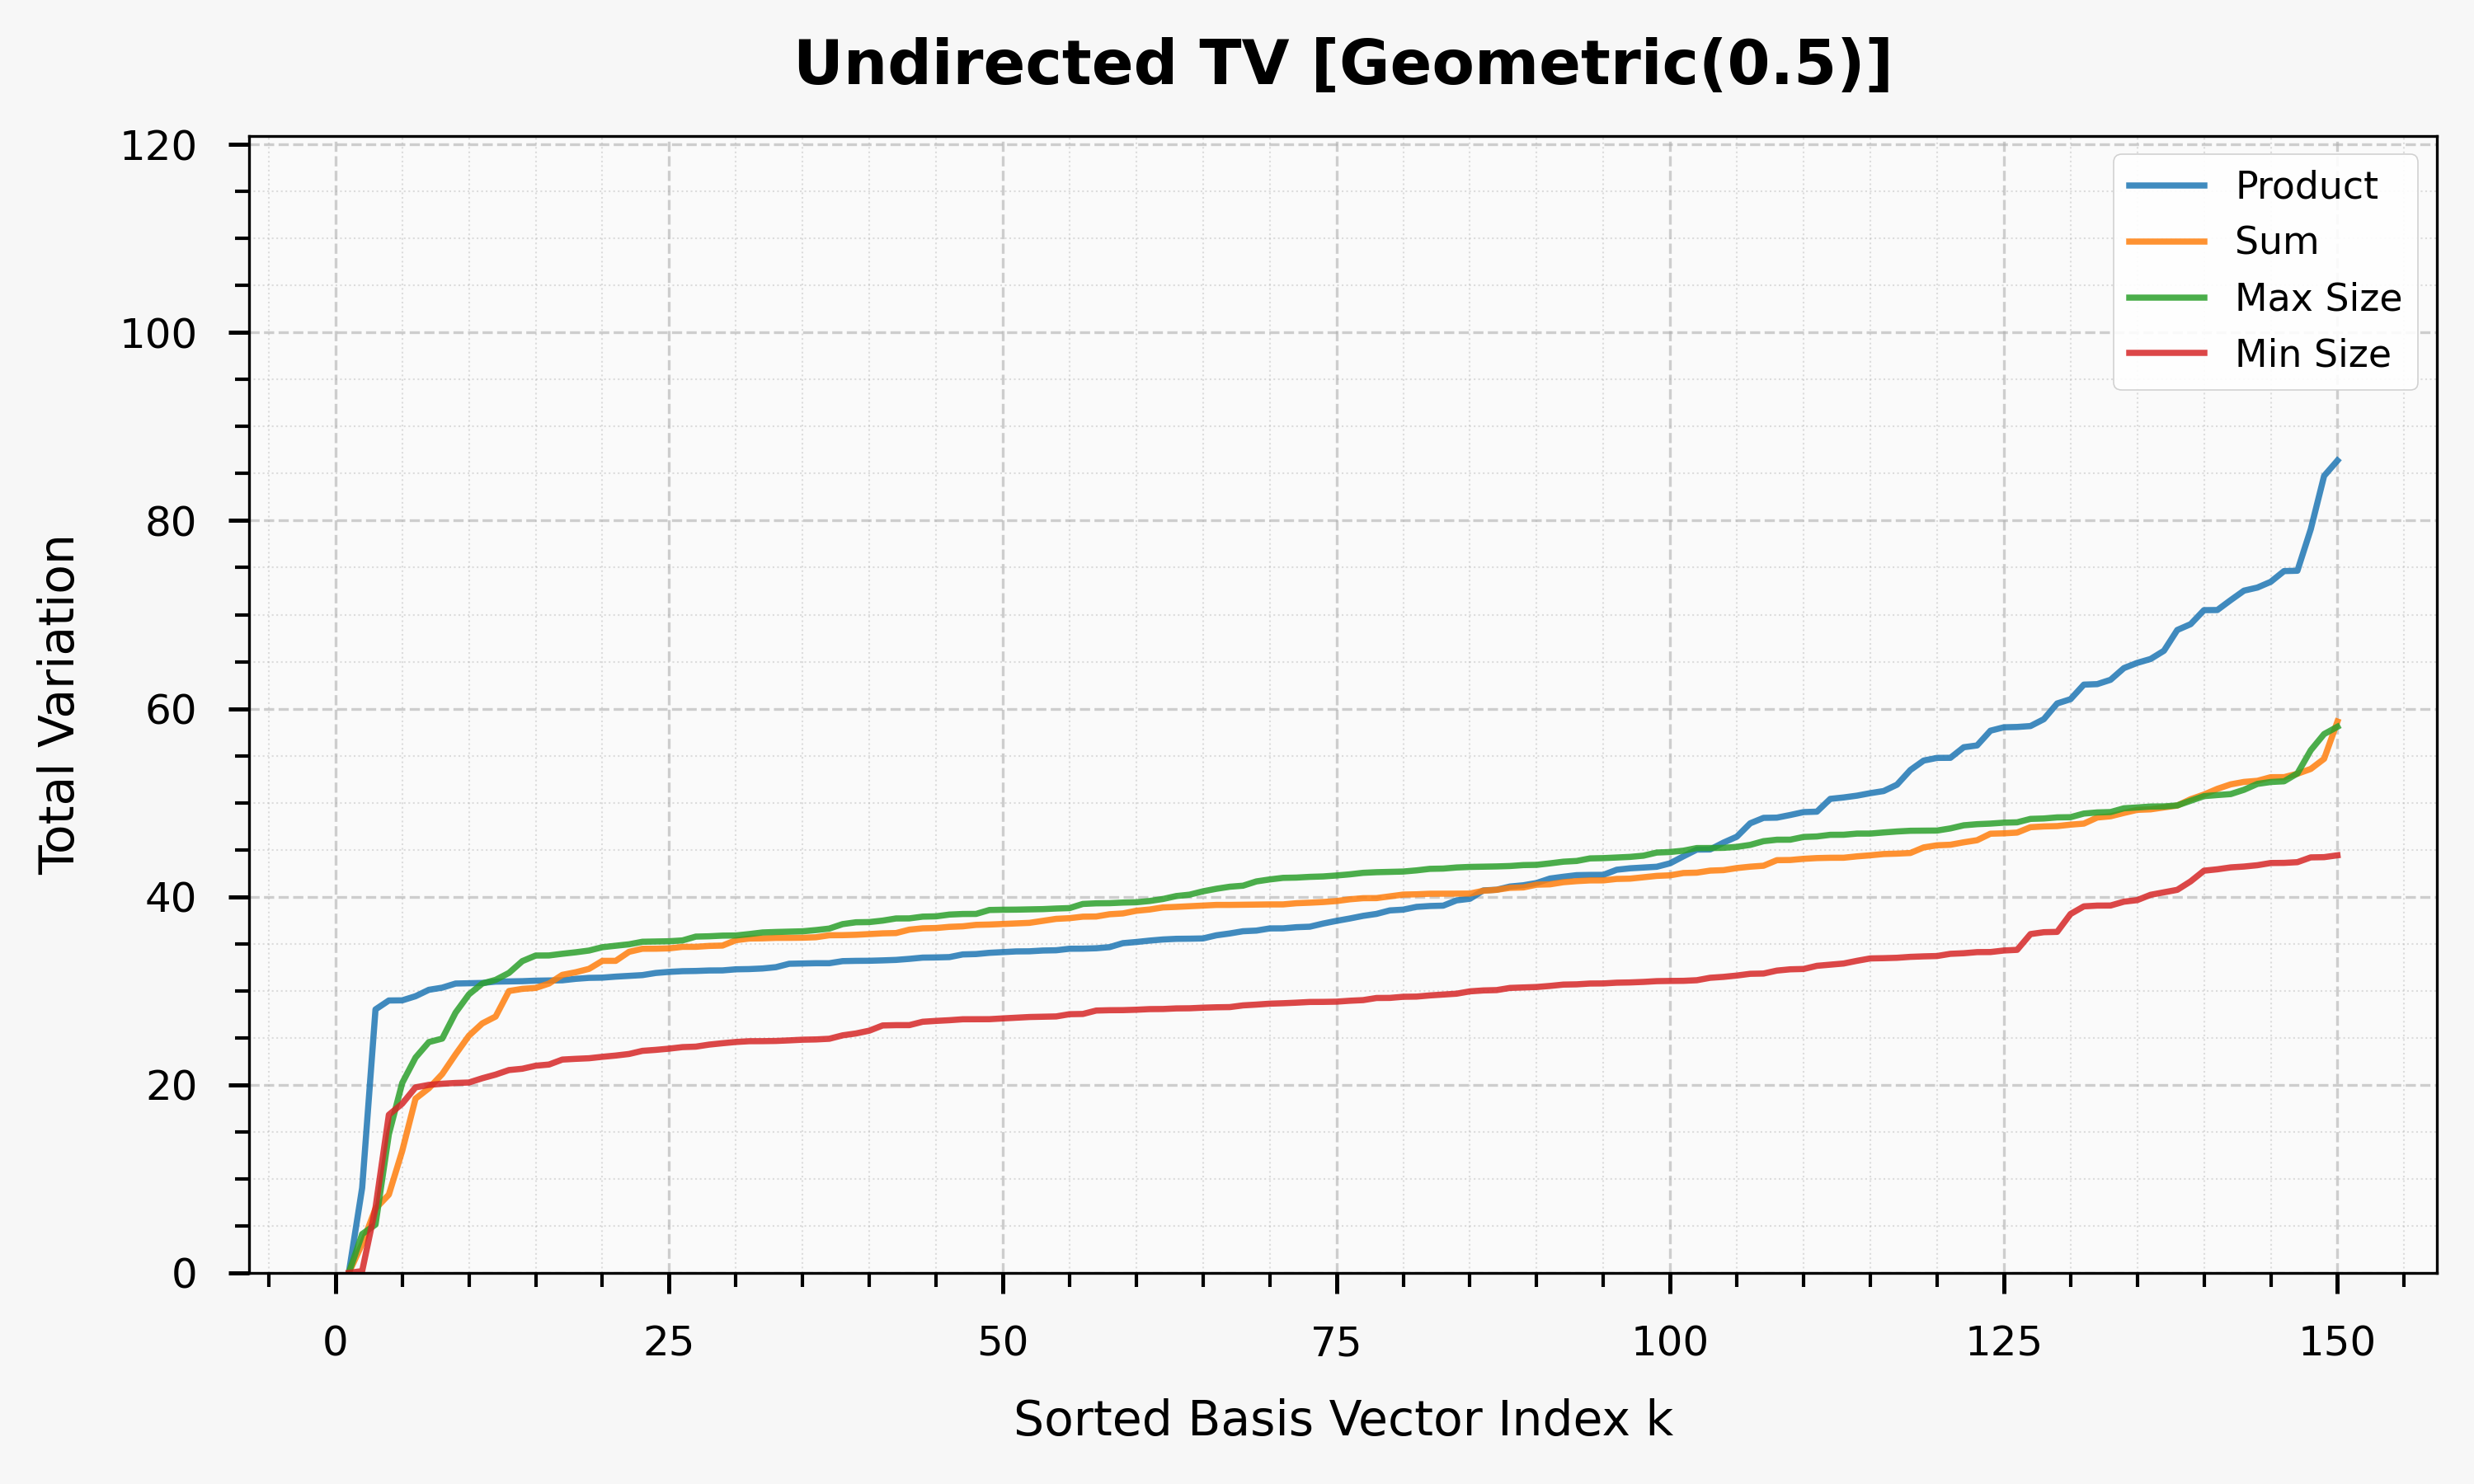 Undirected TV [Geometric(0.5)]
120
100
80
60
40
20
0
Total Variation
Product
Sum
Max Size
Min Size
0 25 50 75 100 125 150
Sorted Basis Vector Index k